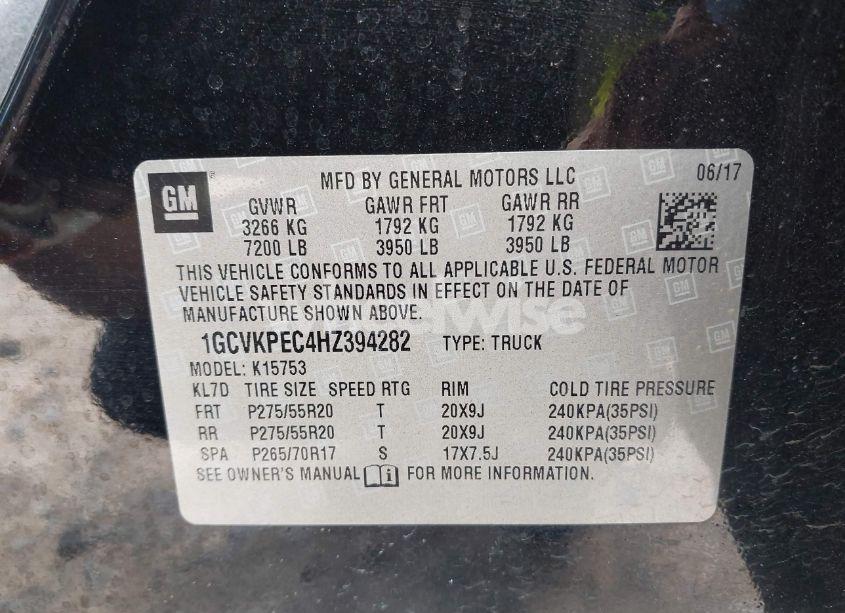 GM
MFD BY GENERAL MOTORS LLC 06/17
GVWR GAWR FRT GAWR RR
3266 KG 1792 KG 1792 KG
7200 LB 3950 LB 3950 LB
THIS VEHICLE CONFORMS TO ALL APPLICABLE U.S. FEDERAL MOTOR
VEHICLE SAFETY STANDARDS IN EFFECT ON THE DATE OF
MANUFACTURE SHOWN ABOVE.
1GCVKPEC4HZ394282 TYPE: TRUCK
MODEL: K15753
KL7D TIRE SIZE SPEED RTG RIM COLD TIRE PRESSURE
FRT P275/55R20 T 20X9J 240KPA(35PSI)
RR P275/55R20 T 20X9J 240KPA(35PSI)
SPA P265/70R17 S 17X7.5J 240KPA(35PSI)
SEE OWNER'S MANUAL FOR MORE INFORMATION.